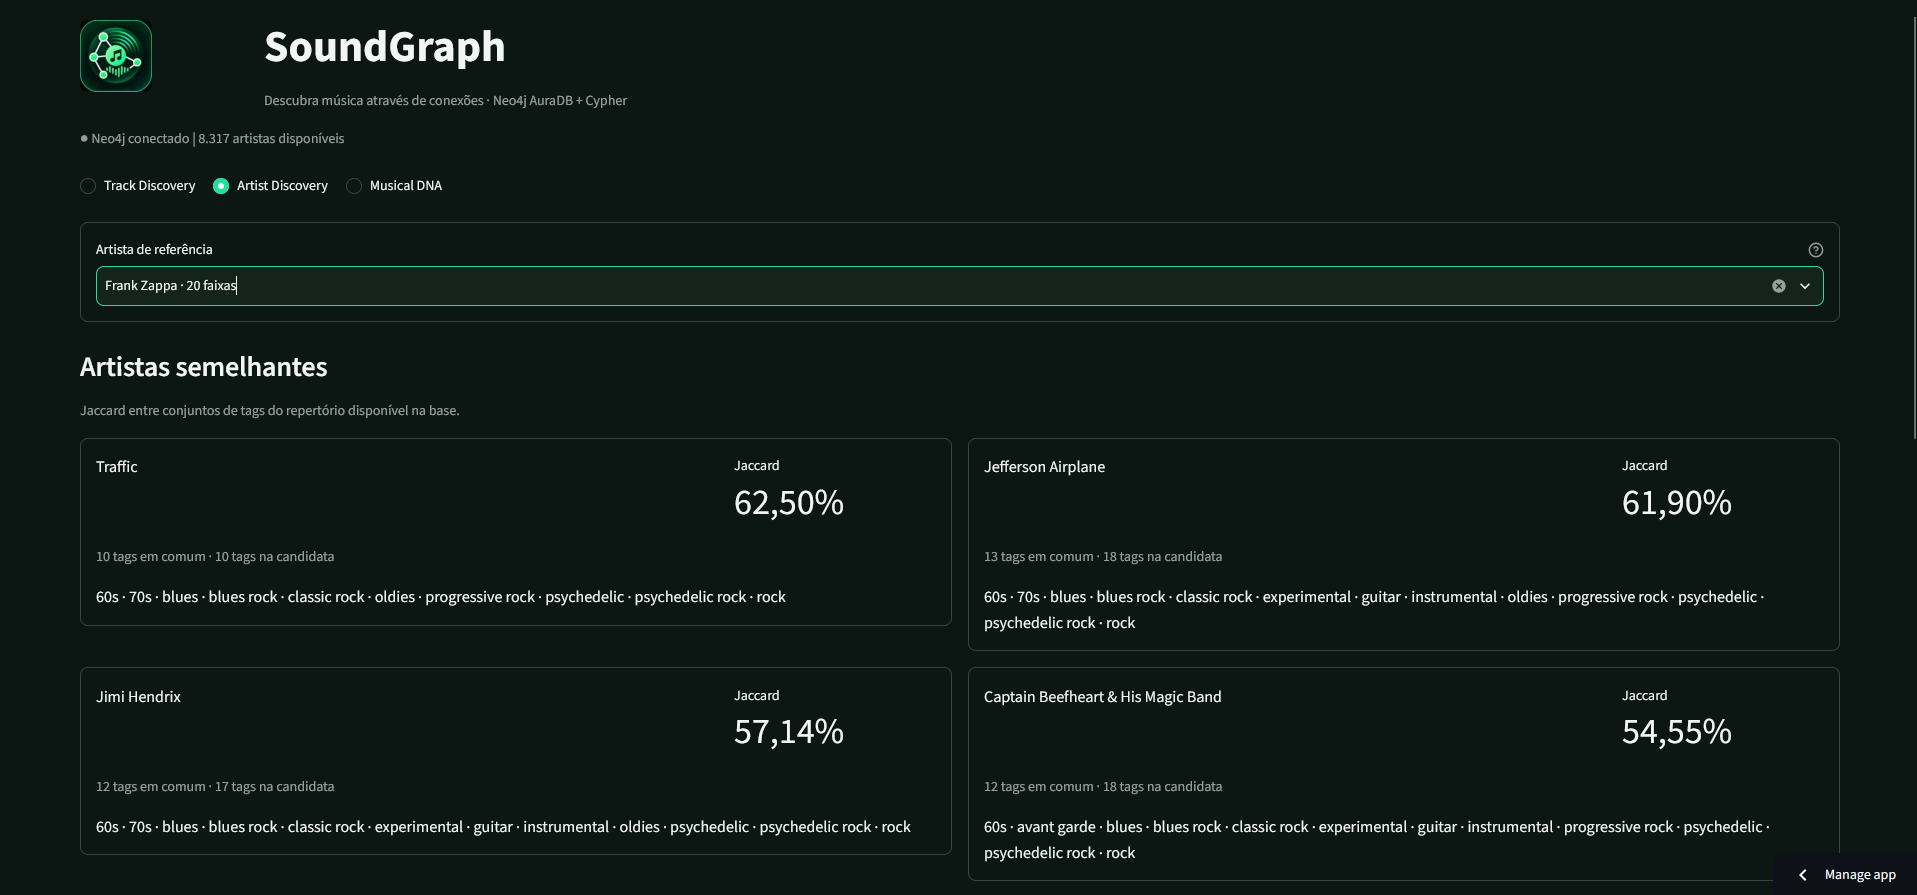 SoundGraph
Descubra música através de conexões · Neo4j AuraDB + Cypher
● Neo4j conectado | 8.317 artistas disponíveis
Track Discovery
Artist Discovery
Musical DNA
Artista de referência
Frank Zappa · 20 faixas
Artistas semelhantes
Jaccard entre conjuntos de tags do repertório disponível na base.
Traffic
Jaccard
62,50%
10 tags em comum · 10 tags na candidata
60s · 70s · blues · blues rock · classic rock · oldies · progressive rock · psychedelic · psychedelic rock · rock
Jefferson Airplane
Jaccard
61,90%
13 tags em comum · 18 tags na candidata
60s · 70s · blues · blues rock · classic rock · experimental · guitar · instrumental · oldies · progressive rock · psychedelic ·
psychedelic rock · rock
Jimi Hendrix
Jaccard
57,14%
12 tags em comum · 17 tags na candidata
60s · 70s · blues · blues rock · classic rock · experimental · guitar · instrumental · oldies · psychedelic · psychedelic rock · rock
Captain Beefheart & His Magic Band
Jaccard
54,55%
12 tags em comum · 18 tags na candidata
60s · avant garde · blues · blues rock · classic rock · experimental · guitar · instrumental · progressive rock · psychedelic ·
psychedelic rock · rock
Manage app